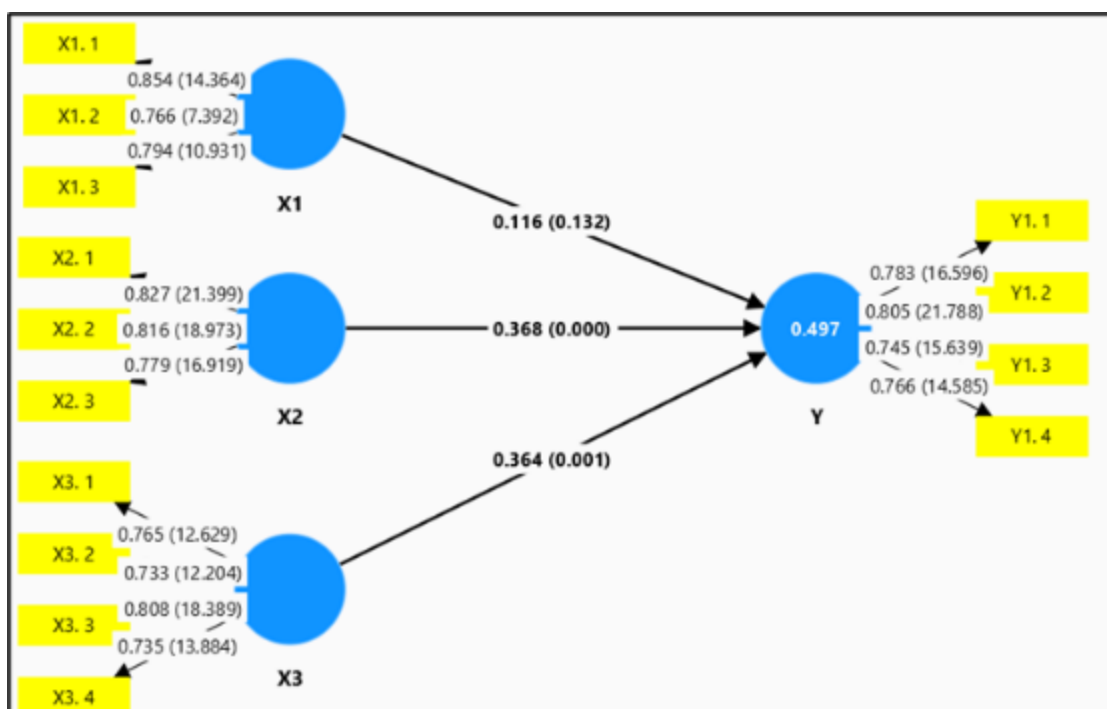 X1. 1
0.854 (14.364)
X1. 2
0.766 (7.392)
0.794 (10.931)
X1. 3
X1
0.116 (0.132)
X2. 1
0.827 (21.399)
X2. 2
0.816 (18.973)
0.779 (16.919)
X2. 3
X2
0.368 (0.000)
X3. 1
0.765 (12.629)
X3. 2
0.733 (12.204)
0.808 (18.389)
X3. 3
0.735 (13.884)
X3. 4
X3
0.364 (0.001)
0.497
Y
Y1. 1
0.783 (16.596)
Y1. 2
0.805 (21.788)
0.745 (15.639)
Y1. 3
0.766 (14.585)
Y1. 4